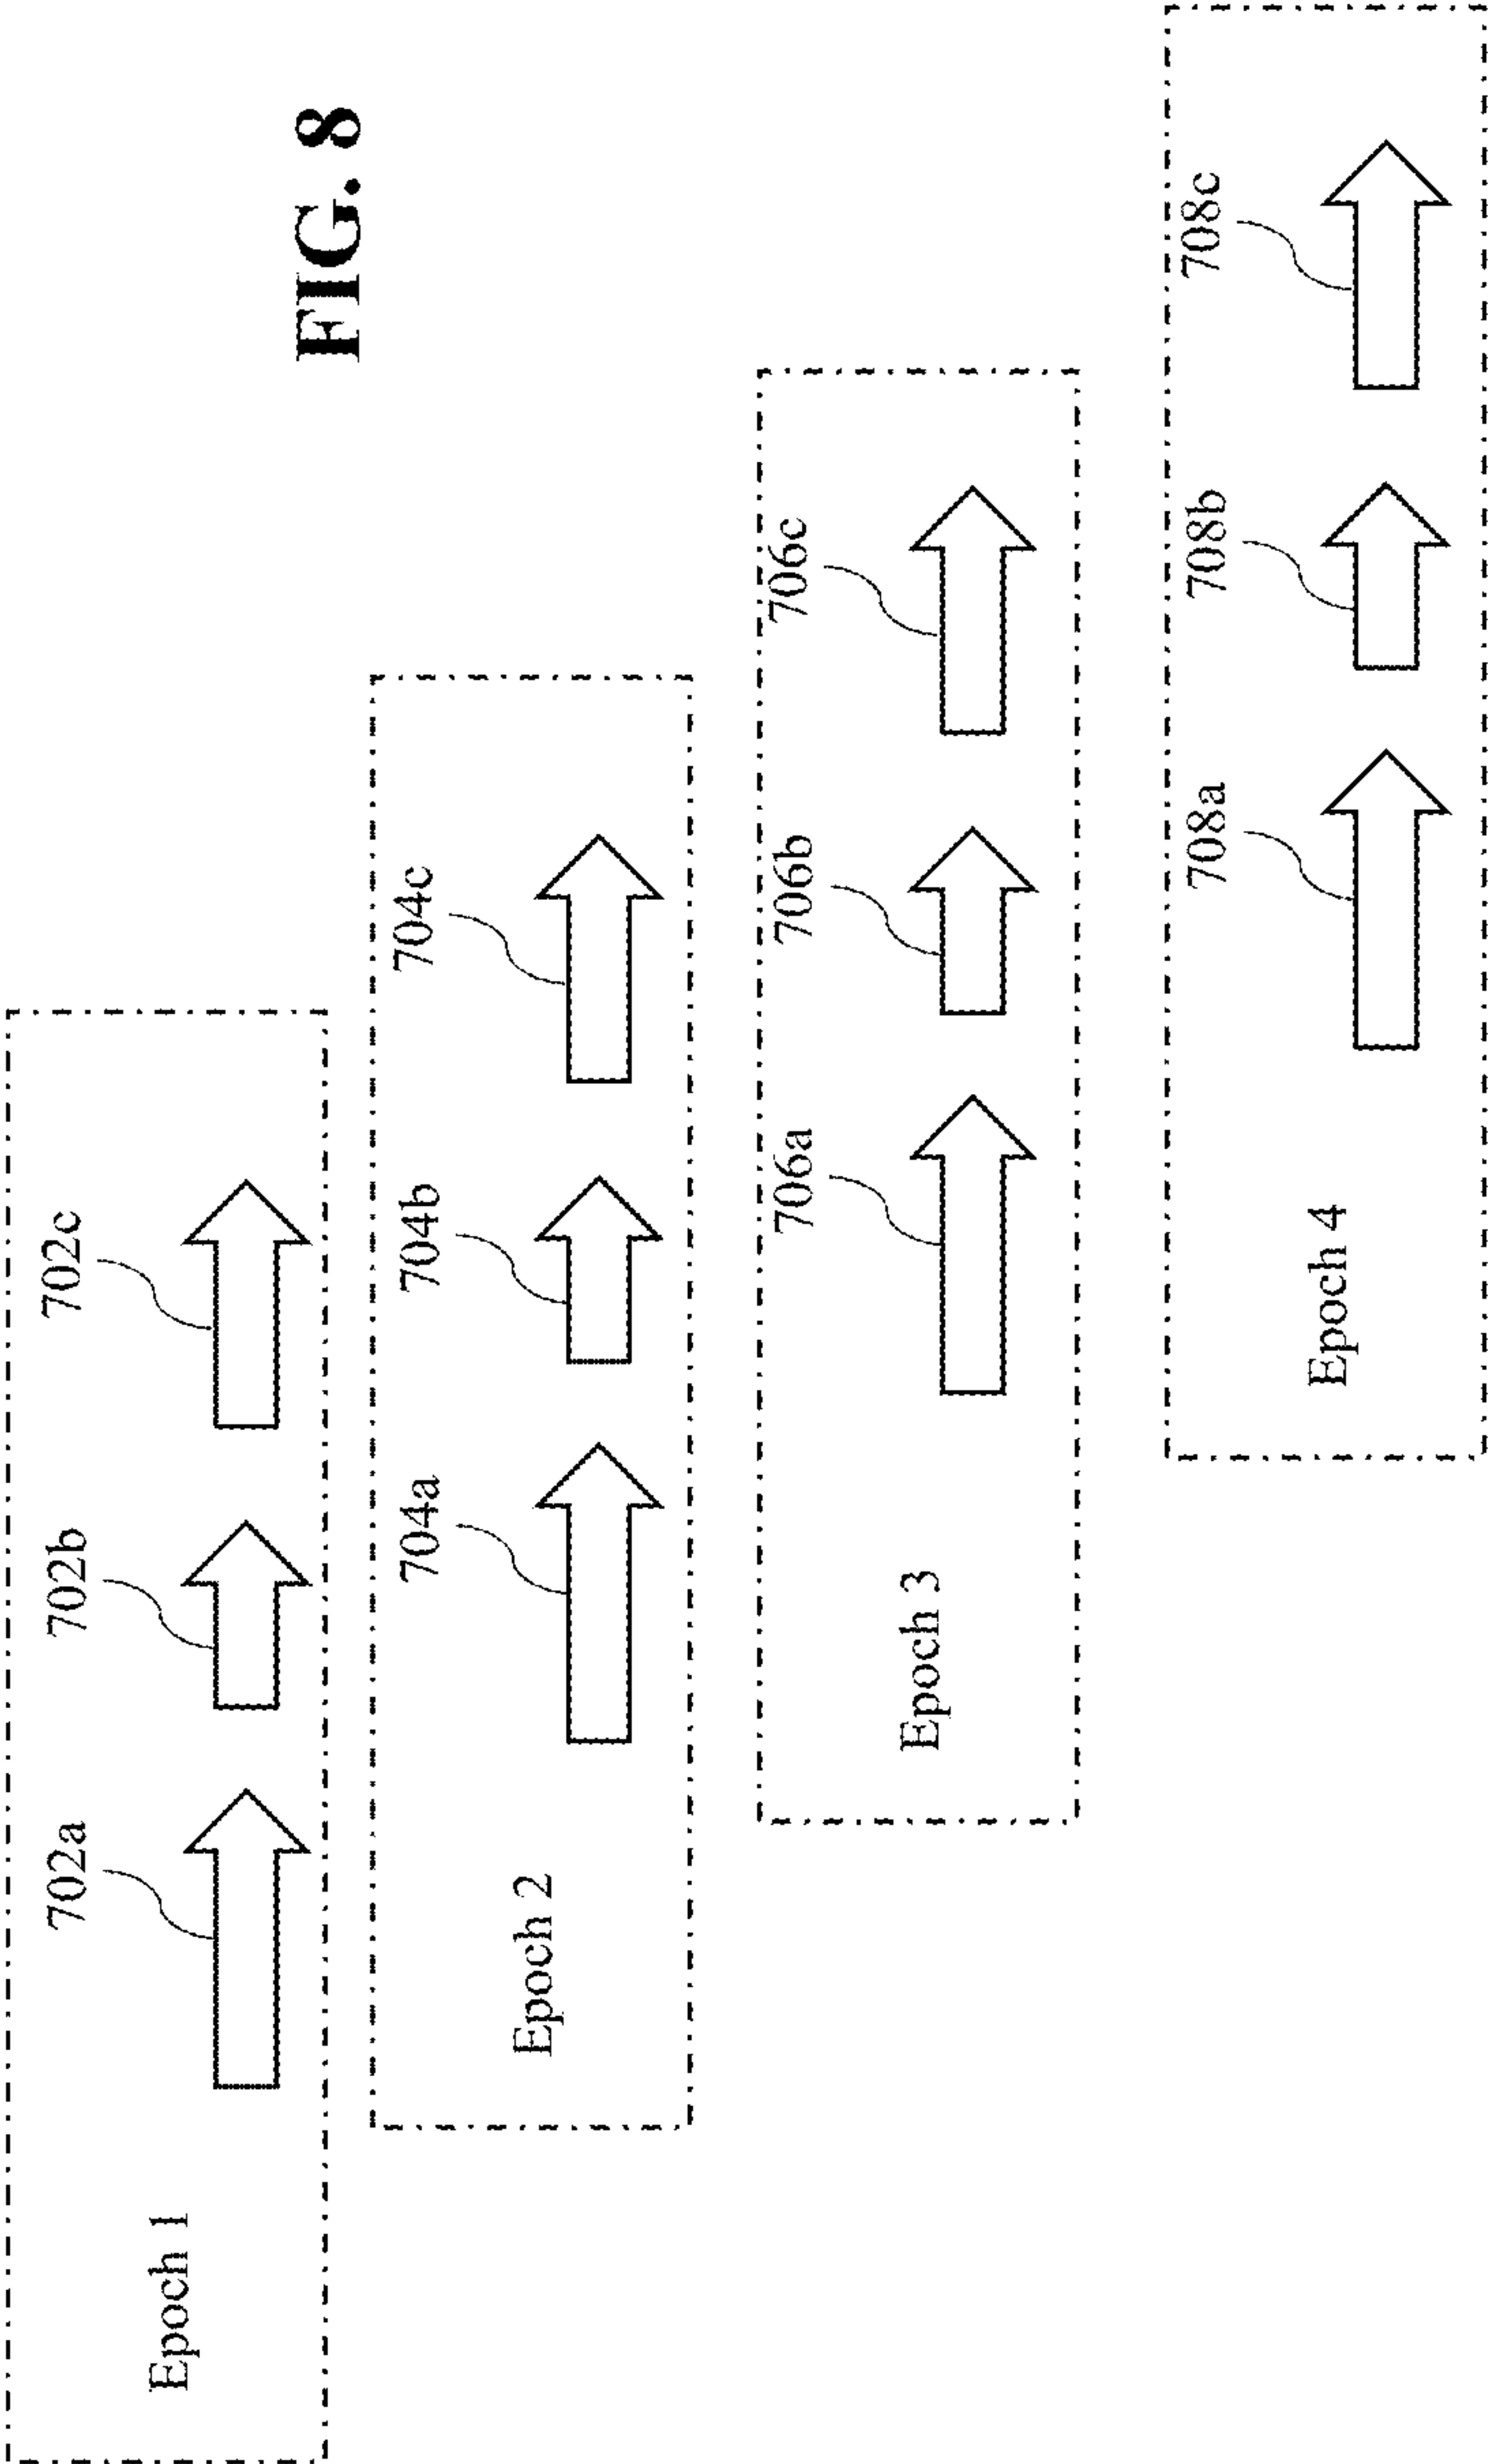 702a
702b
702c
Epoch 1
704a
704b
704c
Epoch 2
706a
706b
706c
Epoch 3
708a
708b
708c
Epoch 4
FIG. 8